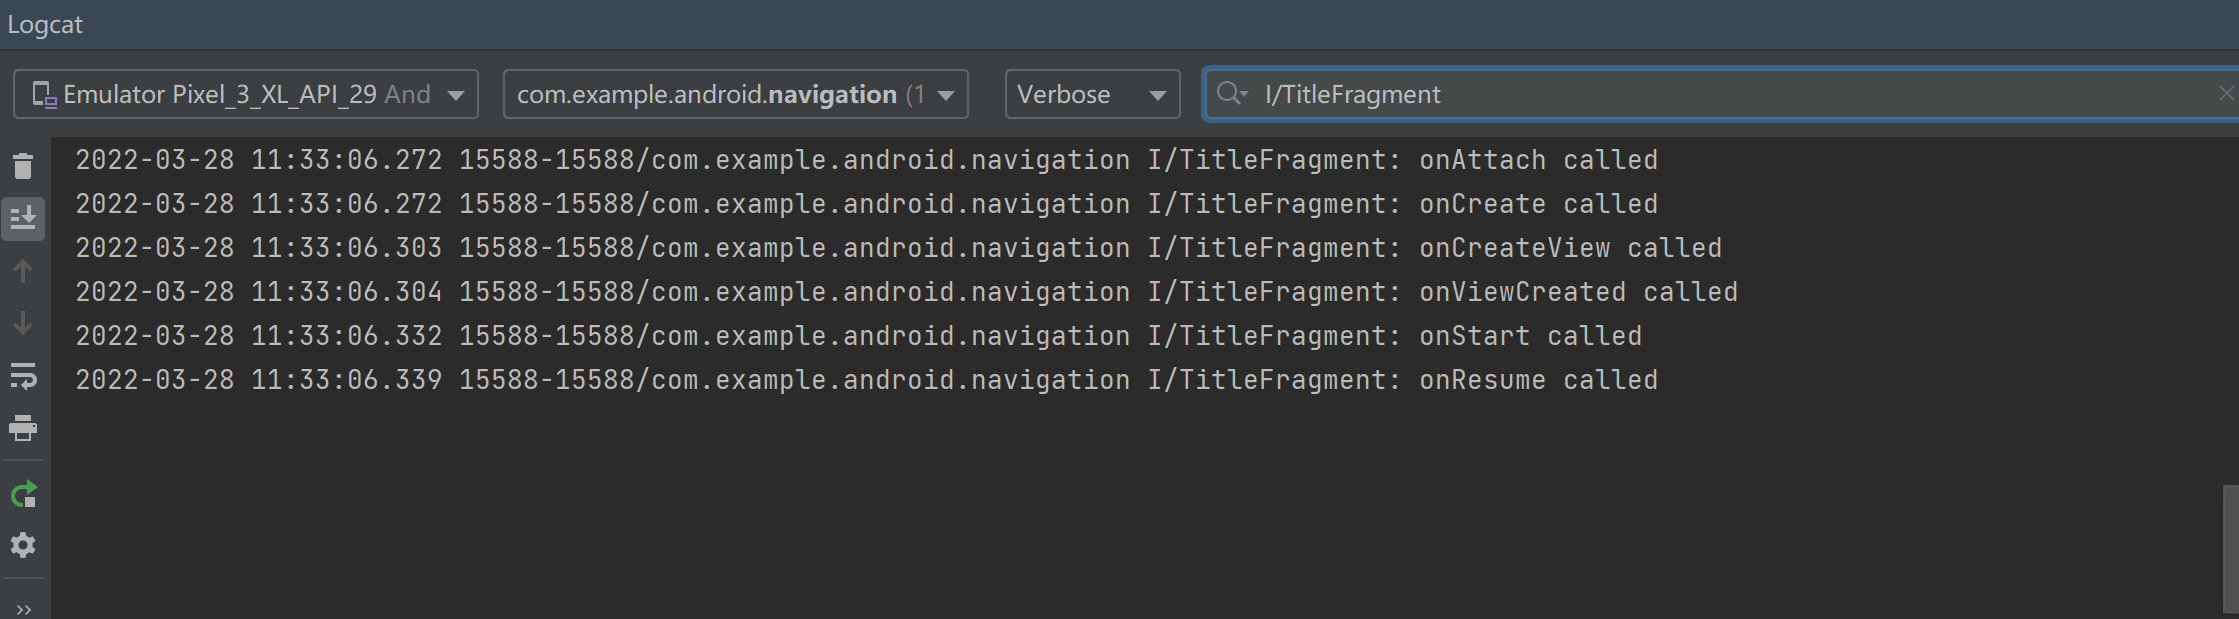 Logcat
Emulator Pixel_3_XL_API_29 And com.example.android.navigation (1 Verbose I/TitleFragment
2022-03-28 11:33:06.272 15588-15588/com.example.android.navigation I/TitleFragment: onAttach called
2022-03-28 11:33:06.272 15588-15588/com.example.android.navigation I/TitleFragment: onCreate called
2022-03-28 11:33:06.303 15588-15588/com.example.android.navigation I/TitleFragment: onCreateView called
2022-03-28 11:33:06.304 15588-15588/com.example.android.navigation I/TitleFragment: onViewCreated called
2022-03-28 11:33:06.332 15588-15588/com.example.android.navigation I/TitleFragment: onStart called
2022-03-28 11:33:06.339 15588-15588/com.example.android.navigation I/TitleFragment: onResume called